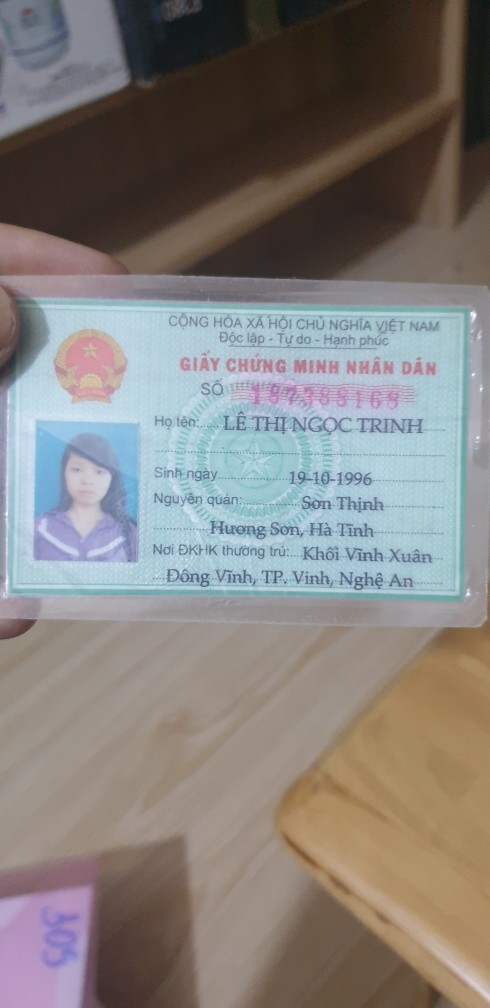 CỘNG HÒA XÃ HỘI CHỦ NGHĨA VIỆT NAM
Độc lập - Tự do - Hạnh phúc
GIẤY CHỨNG MINH NHÂN DÂN
SỐ 187388168
Họ tên: LÊ THỊ NGỌC TRINH
Sinh ngày 19-10-1996
Nguyên quán: Sơn Thịnh
Hương Sơn, Hà Tĩnh
Nơi ĐKHK thường trú: Khối Vĩnh Xuân
Đông Vĩnh, TP. Vinh, Nghệ An
305